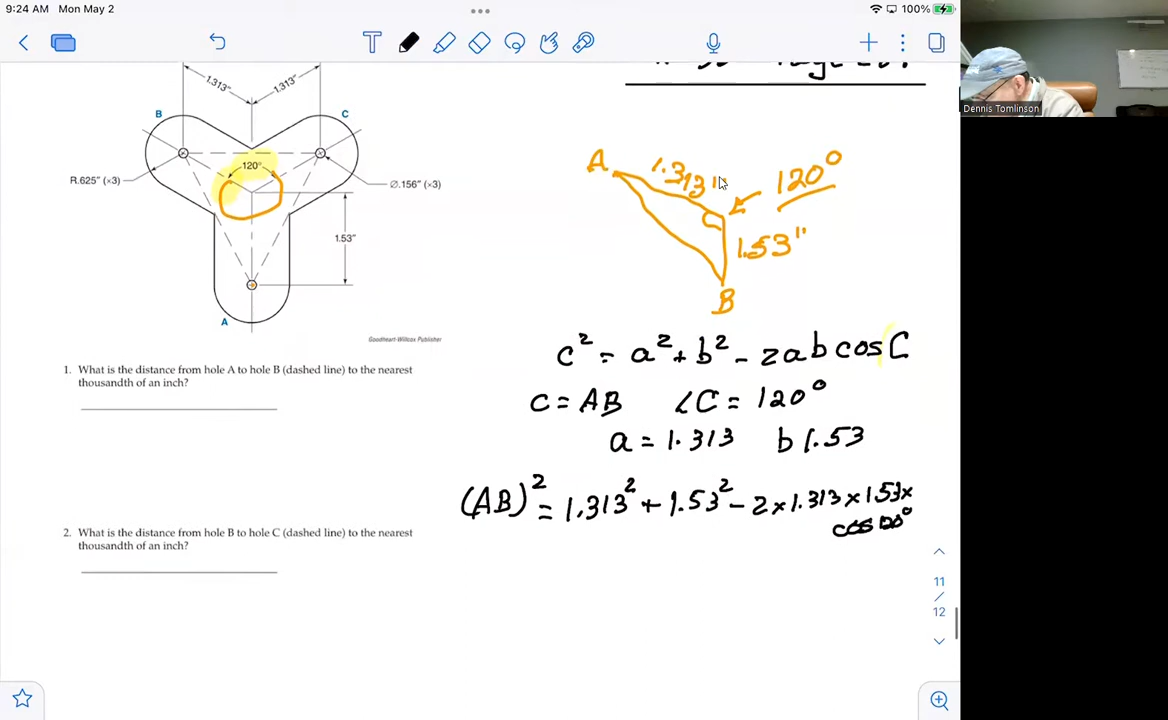 9:24 AM Mon May 2
100%
Dennis Tomlinson
1.313"
1.313"
B
C
120°
R.625" (×3)
Ø.156" (×3)
1.53"
A
Goodheart-Willcox Publisher
1. What is the distance from hole A to hole B (dashed line) to the nearest
thousandth of an inch?
2. What is the distance from hole B to hole C (dashed line) to the nearest
thousandth of an inch?
A
1.313"
120°
1.53"
B
c² = a² + b² - 2ab cos C
c = AB ∠C = 120°
a = 1.313 b 1.53
(AB)² = 1.313² + 1.53² - 2 × 1.313 × 1.53 ×
cos 120°
11
/
12